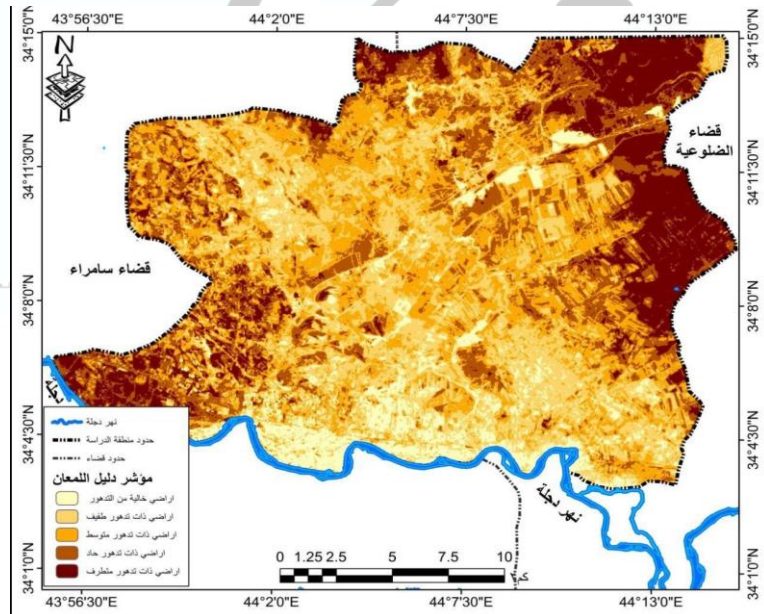 43°56'30"E 44°2'0"E 44°7'30"E 44°13'0"E
34°15'0"N
34°11'30"N
34°8'0"N
34°4'30"N
34°1'0"N
34°15'0"N
34°11'30"N
34°8'0"N
34°4'30"N
34°1'0"N
N
قضاء
الضلوعية
قضاء سامراء
دجلة
نهر دجلة
نهر دجلة
حدود منطقة الدراسة
حدود قضاء
مؤشر دليل اللمعان
اراضي خالية من التدهور
اراضي ذات تدهور طفيف
اراضي ذات تدهور متوسط
اراضي ذات تدهور حاد
اراضي ذات تدهور متطرف
0 1.25 2.5 5 7.5 10
كم
43°56'30"E 44°2'0"E 44°7'30"E 44°13'0"E